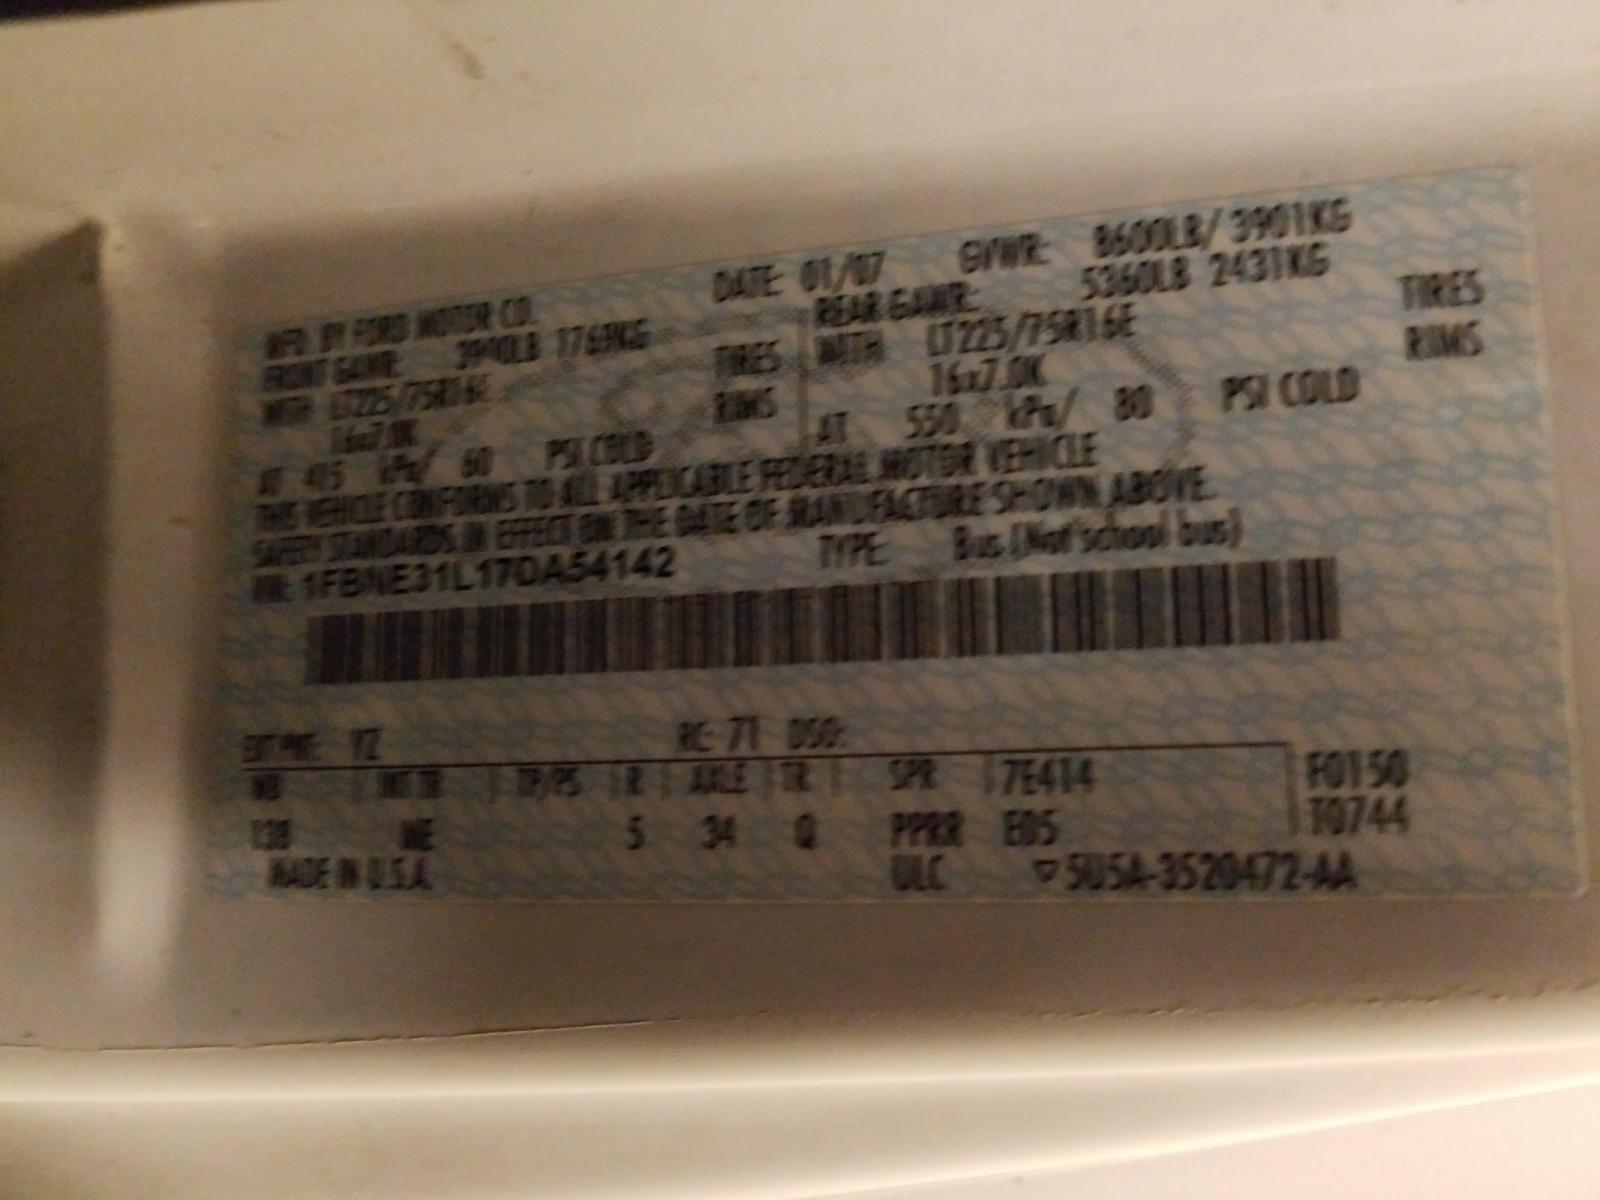 MFD. BY FORD MOTOR CO.
DATE: 01/07 GVWR: 8600LB/ 3901KG
FRONT GAWR: 3900LB 1769KG
REAR GAWR: 5360LB 2431KG
WITH LT225/75R16E TIRES
WITH LT225/75R16E TIRES
16x7.0K RIMS
16x7.0K RIMS
AT 415 kPa/ 60 PSI COLD
AT 550 kPa/ 80 PSI COLD
THIS VEHICLE CONFORMS TO ALL APPLICABLE FEDERAL MOTOR VEHICLE
SAFETY STANDARDS IN EFFECT ON THE DATE OF MANUFACTURE SHOWN ABOVE.
VIN: 1FBNE31L17DA54142 TYPE: Bus (Not school bus)
EXT PNT: YZ RC: 71 DSO:
WB INT TR TP/PS R AXLE TR SPR 7E414 F0150
138 NE 5 34 Q PPRR E05 T0744
MADE IN U.S.A. ULC ▽5U5A-3520472-AA